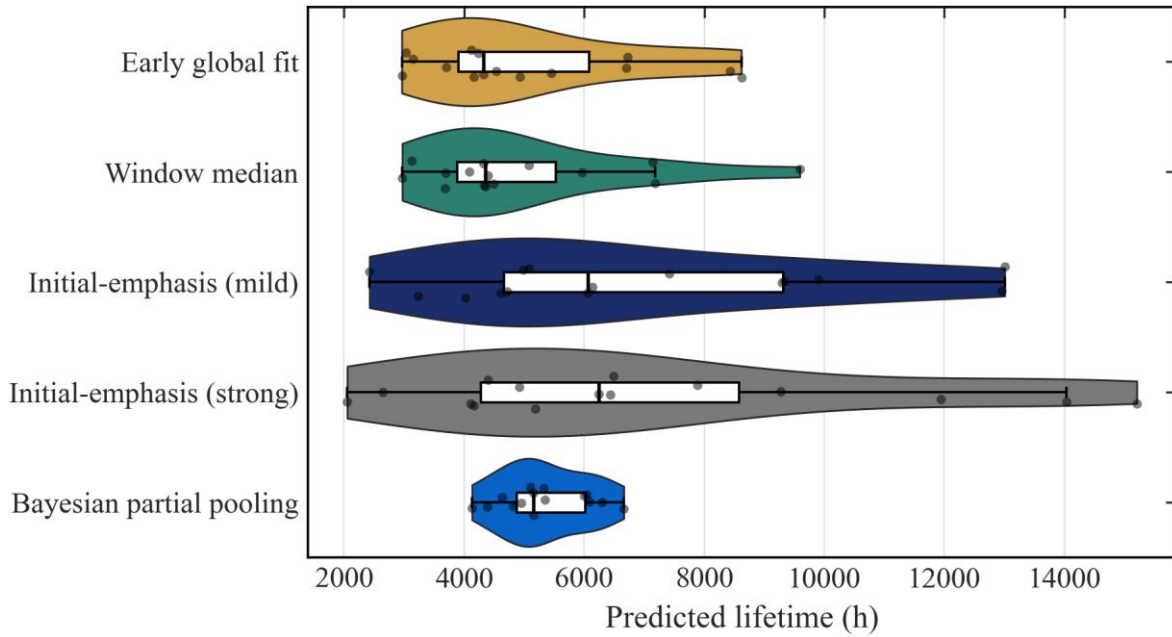 Early global fit
Window median
Initial-emphasis (mild)
Initial-emphasis (strong)
Bayesian partial pooling
2000 4000 6000 8000 10000 12000 14000
Predicted lifetime (h)